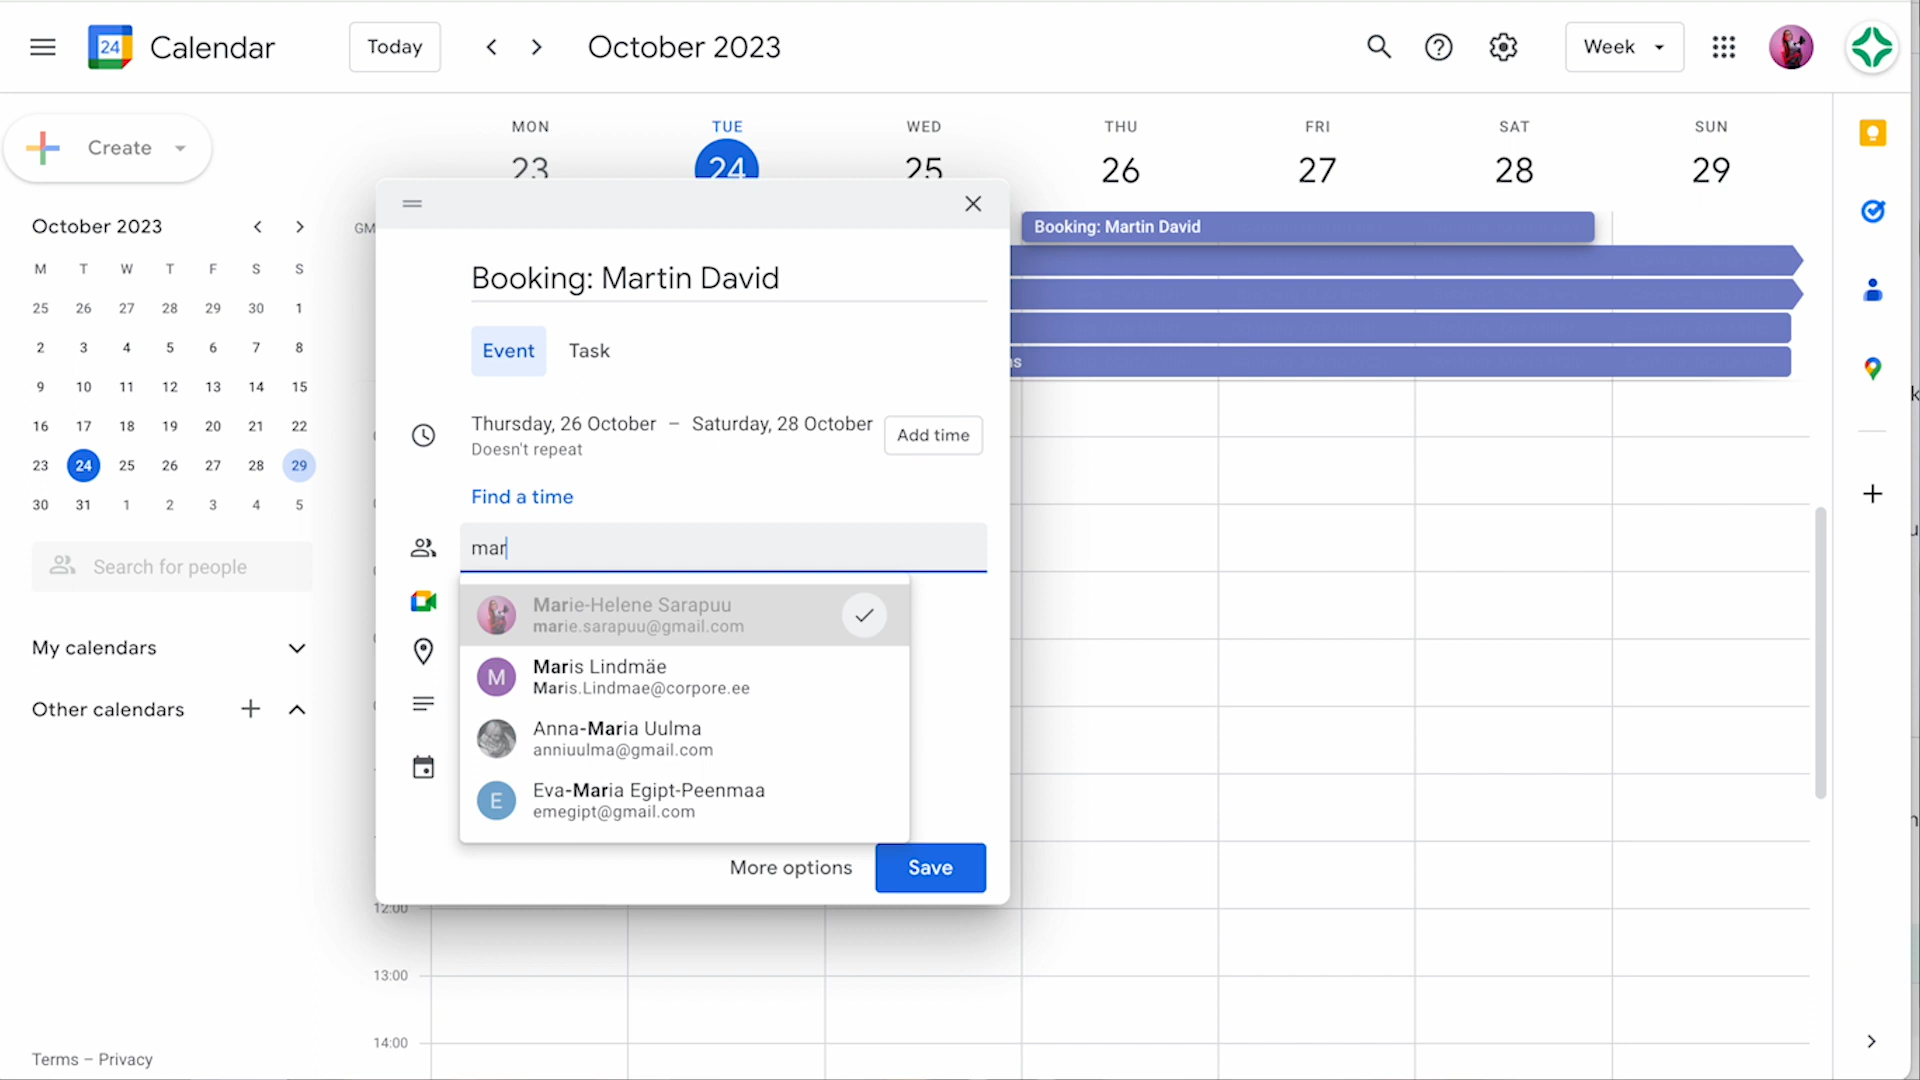 24
Calendar
Today
October 2023
Week
Create
MON
TUE
WED
THU
FRI
SAT
SUN
23
24
25
26
27
28
29
October 2023
M T W T F S S
25 26 27 28 29 30 1
2 3 4 5 6 7 8
9 10 11 12 13 14 15
16 17 18 19 20 21 22
23 24 25 26 27 28 29
30 31 1 2 3 4 5
Search for people
My calendars
Other calendars
Terms – Privacy
GM
Booking: Martin David
Booking: Martin David
Event
Task
Thursday, 26 October – Saturday, 28 October
Add time
Doesn't repeat
Find a time
mar
Marie-Helene Sarapuu
marie.sarapuu@gmail.com
M
Maris Lindmäe
Maris.Lindmae@corpore.ee
Anna-Maria Uulma
anniuulma@gmail.com
E
Eva-Maria Egipt-Peenmaa
emegipt@gmail.com
More options
Save
12:00
13:00
14:00